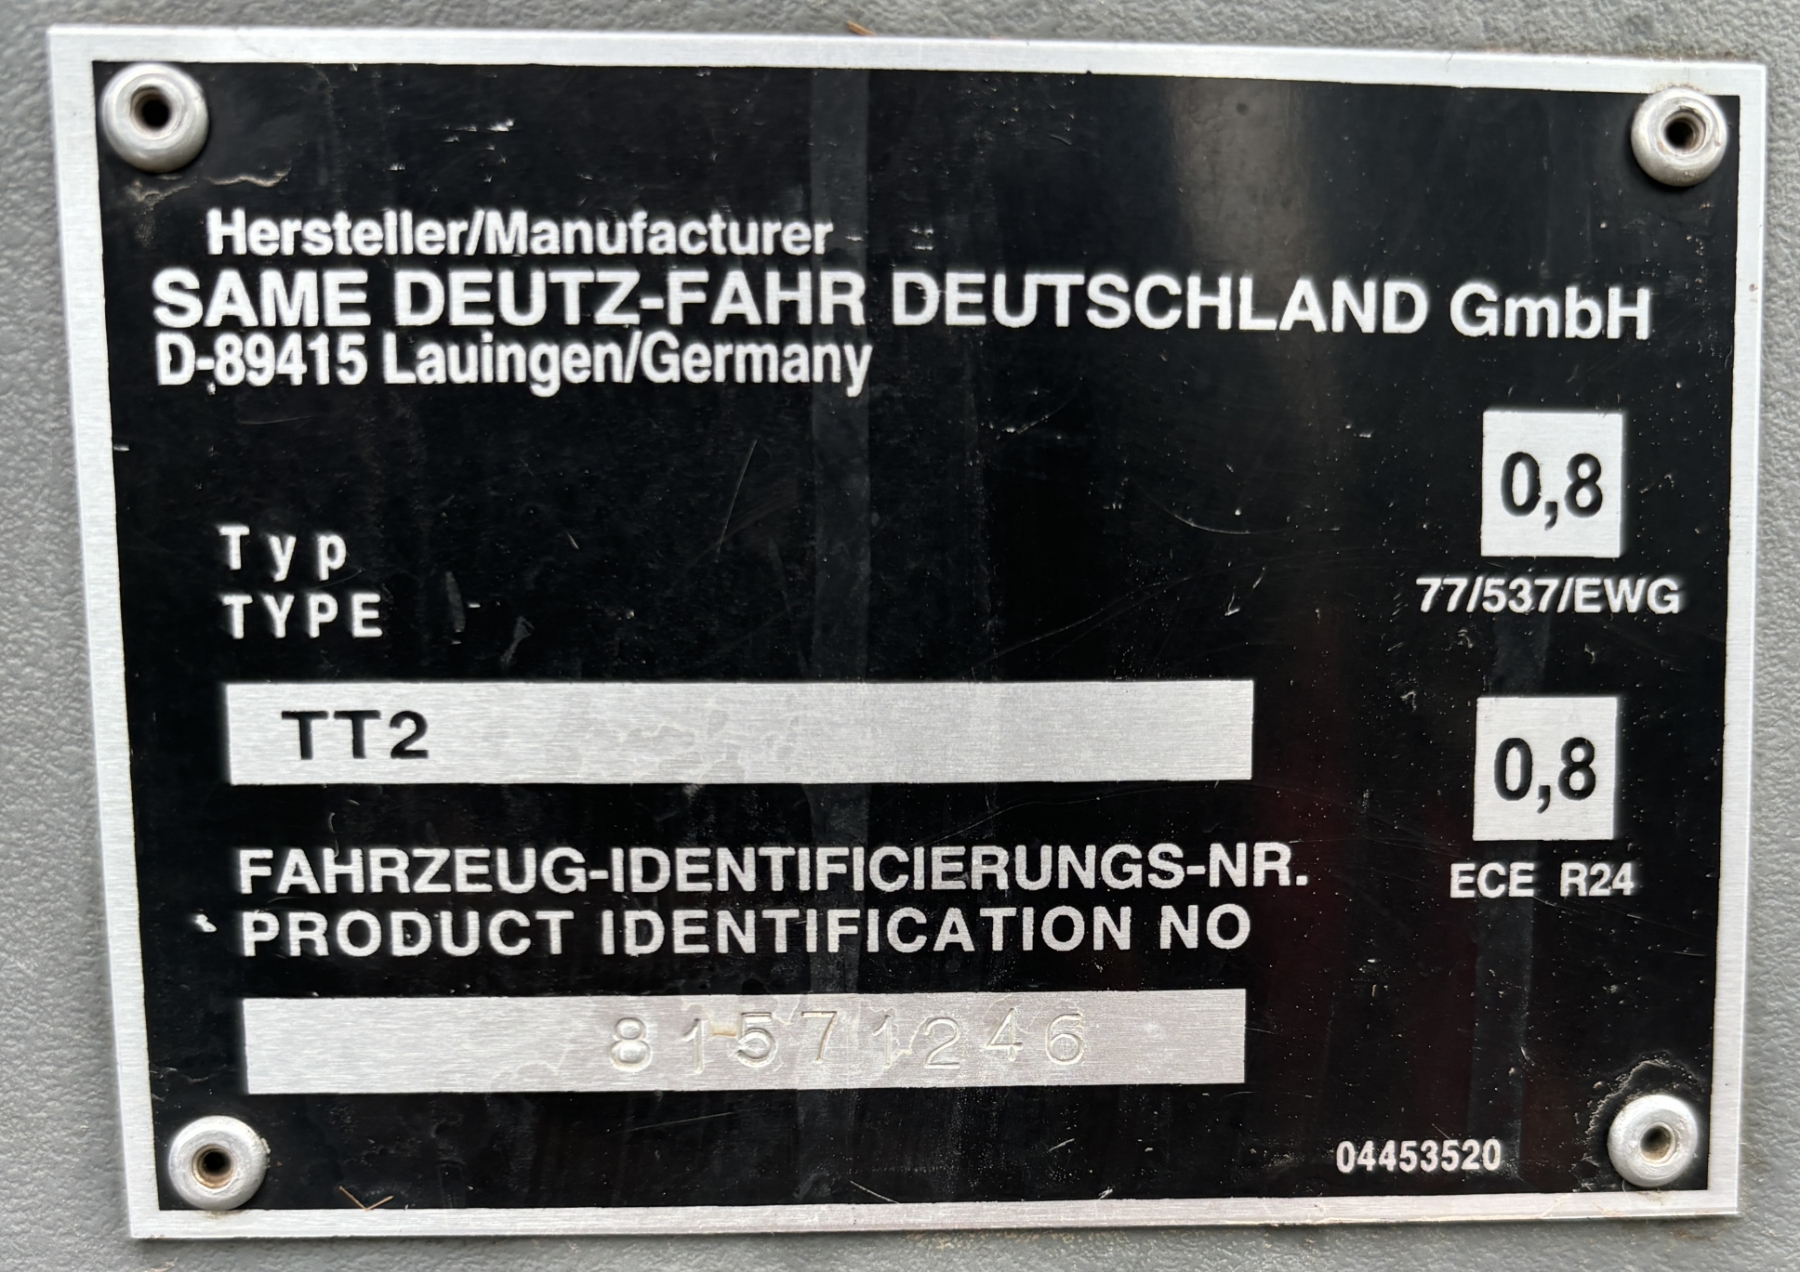 Hersteller/Manufacturer
SAME DEUTZ-FAHR DEUTSCHLAND GmbH
D-89415 Lauingen/Germany
0,8
77/537/EWG
Typ
TYPE
TT2
0,8
ECE R24
FAHRZEUG-IDENTIFICIERUNGS-NR.
PRODUCT IDENTIFICATION NO
81571246
04453520